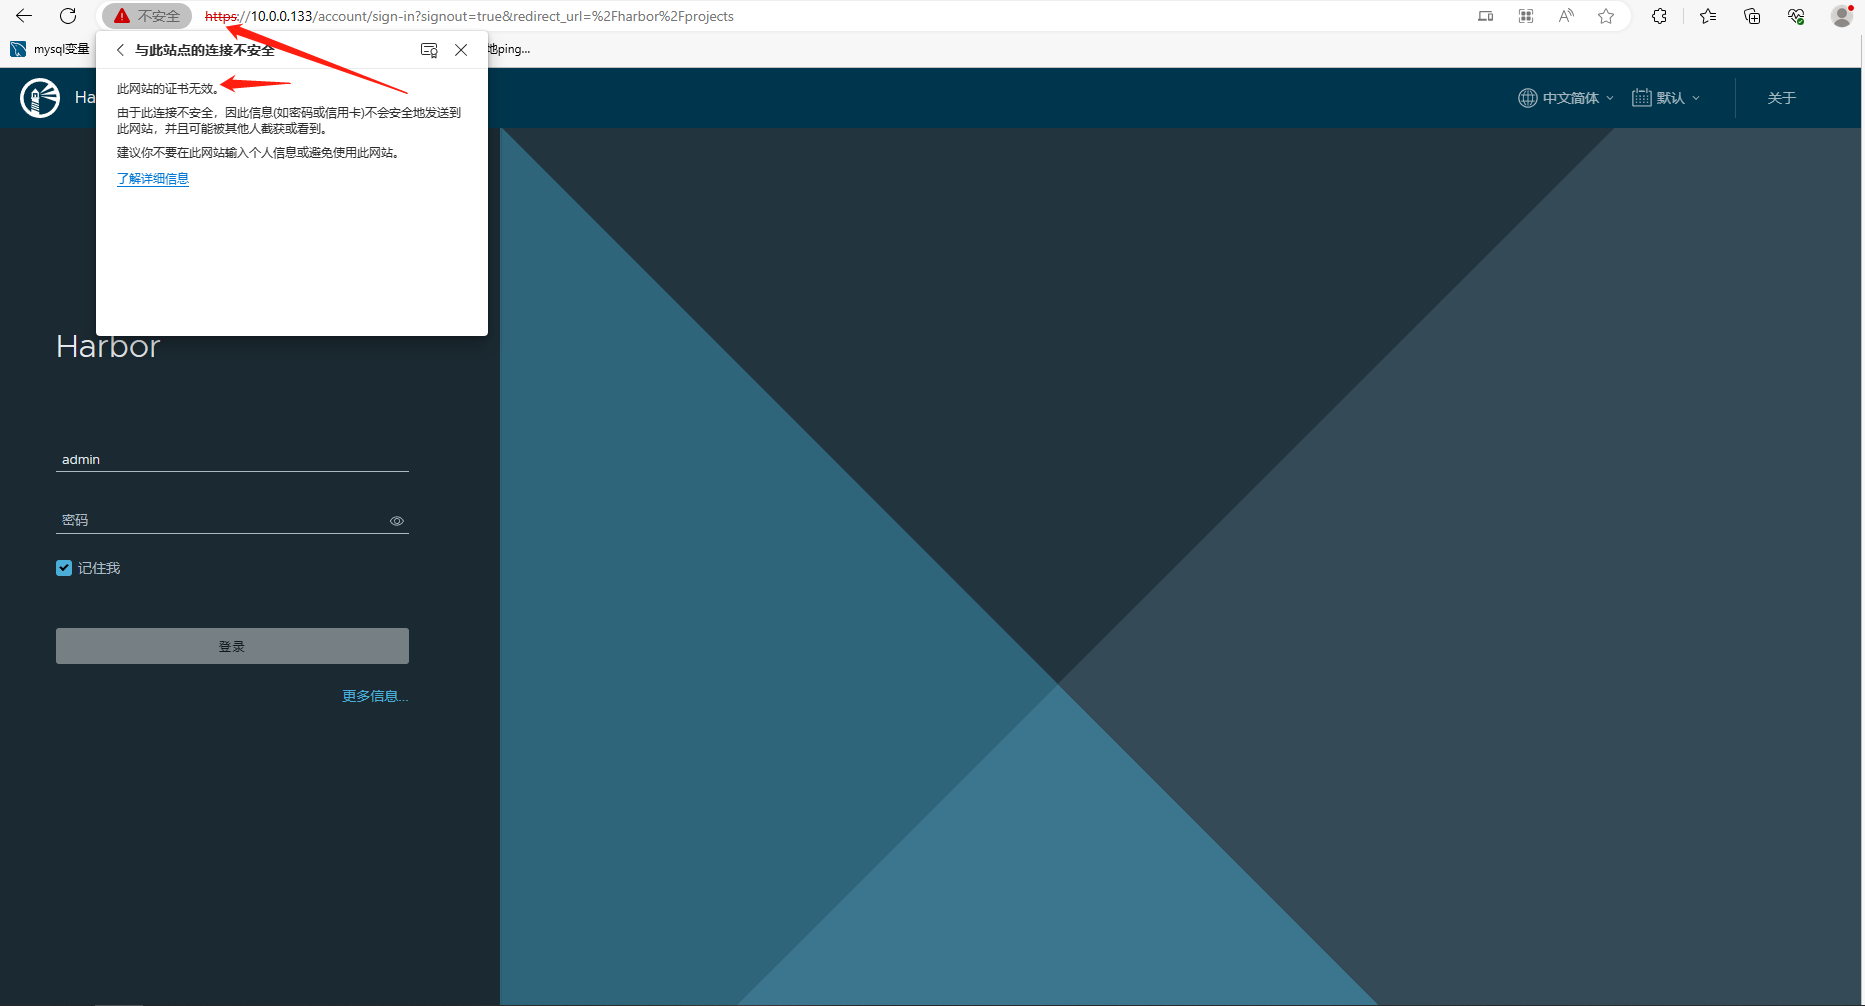 不安全 https://10.0.0.133/account/sign-in?signout=true&redirect_url=%2Fharbor%2Fprojects
mysql变量
与此站点的连接不安全
地ping...
此网站的证书无效。
由于此连接不安全，因此信息(如密码或信用卡)不会安全地发送到
此网站，并且可能被其他人截获或看到。
建议你不要在此网站输入个人信息或避免使用此网站。
了解详细信息
Ha
中文简体
默认
关于
Harbor
admin
密码
记住我
登录
更多信息...